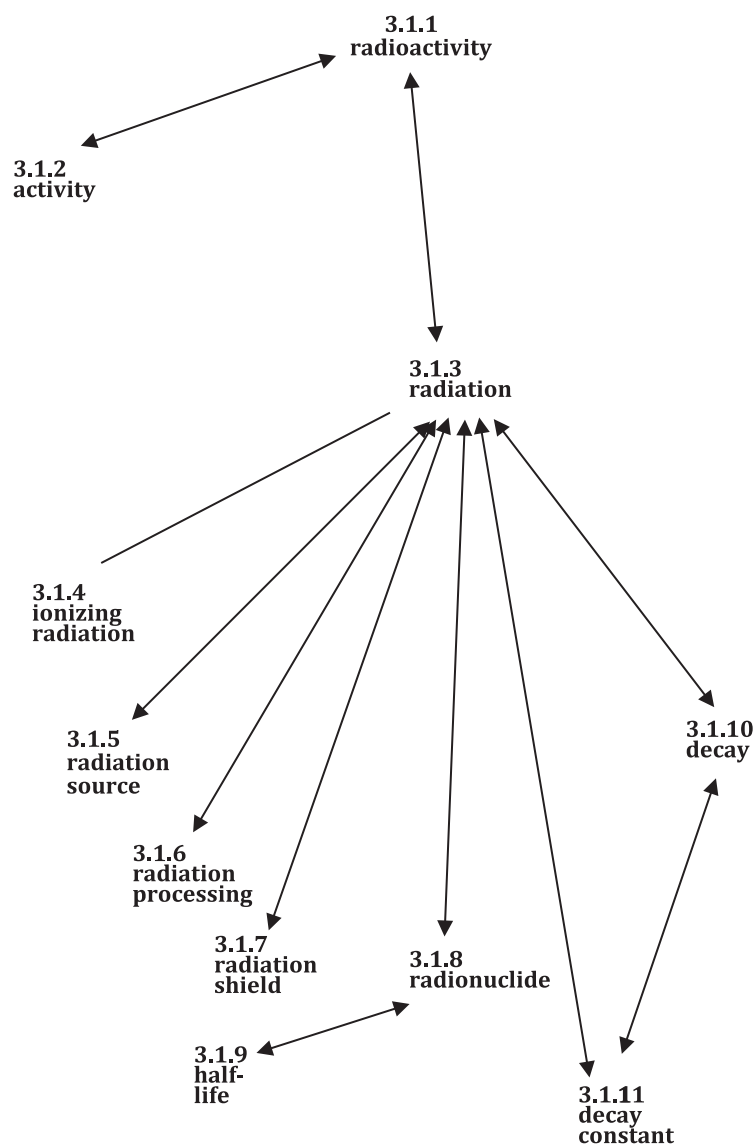 3.1.1
radioactivity
3.1.2
activity
3.1.3
radiation
3.1.4
ionizing
radiation
3.1.5
radiation
source
3.1.10
decay
3.1.6
radiation
processing
3.1.7
radiation
shield
3.1.8
radionuclide
3.1.9
half-
life
3.1.11
decay
constant